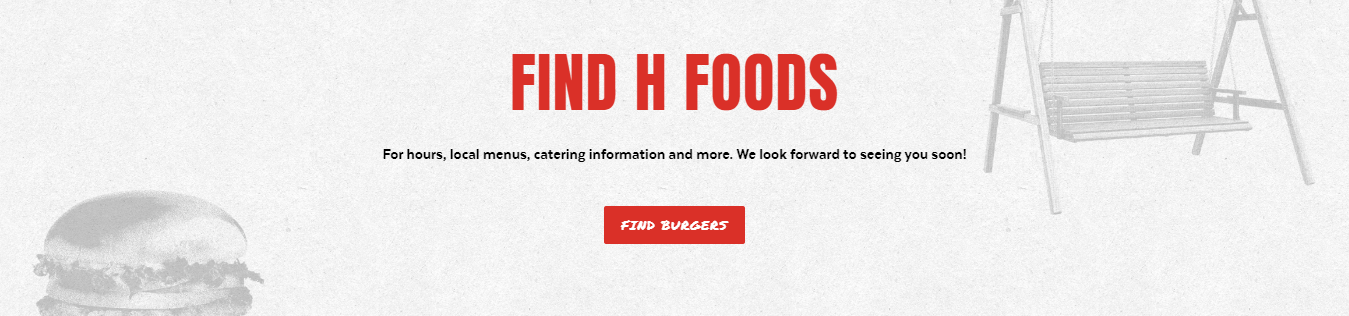 FIND H FOODS
For hours, local menus, catering information and more. We look forward to seeing you soon!
FIND BURGERS